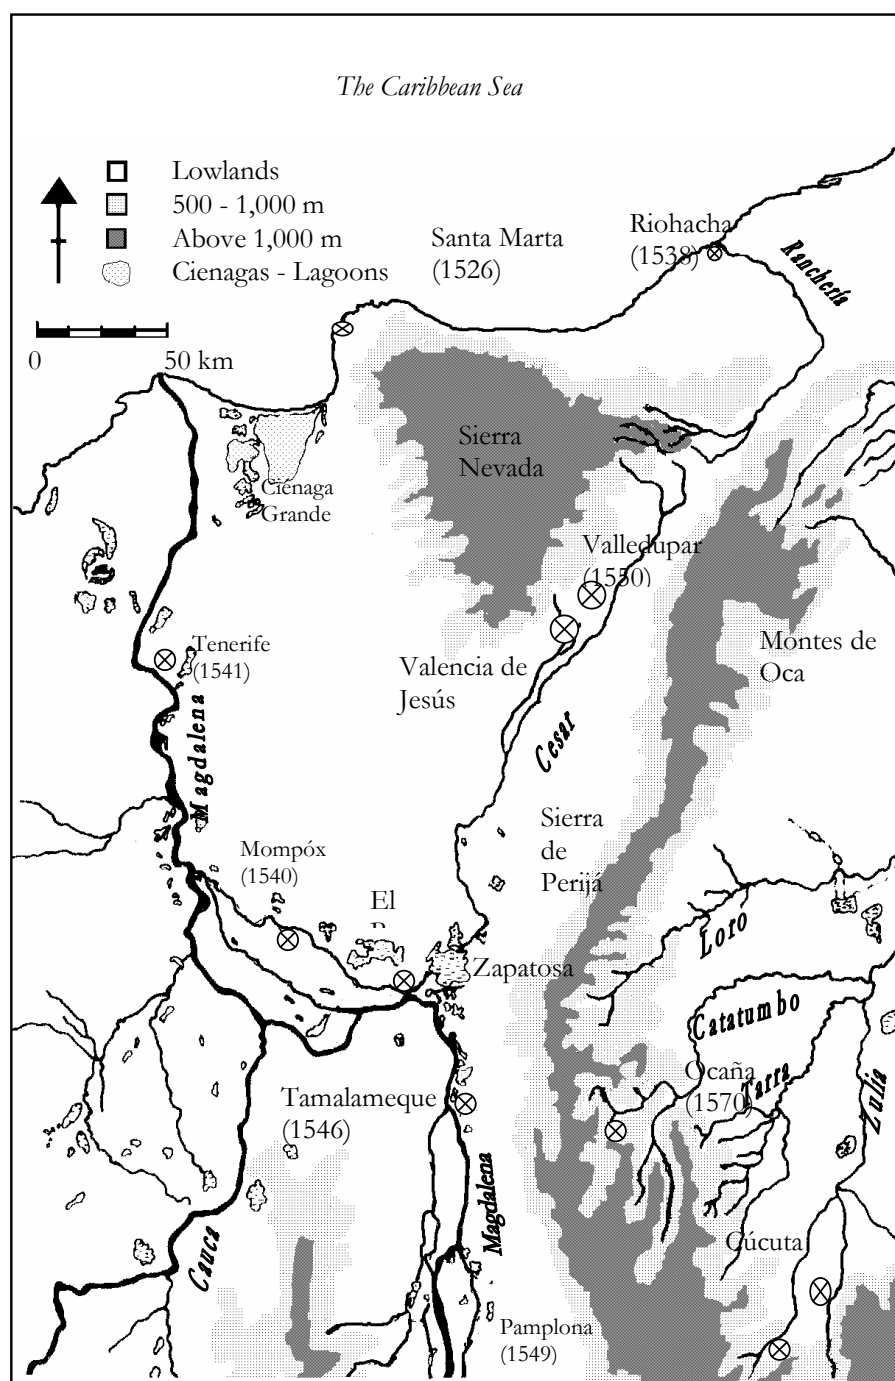 The Caribbean Sea
Lowlands
500 - 1,000 m
Above 1,000 m
Cienagas - Lagoons
0 50 km
Santa Marta
(1526)
Riohacha
(1538)
Ranchería
Sierra
Nevada
Ciénaga
Grande
Valledupar
(1550)
Tenerife
(1541)
Valencia de
Jesús
Montes de
Oca
Magdalena
Cesar
Sierra
de
Perijá
Mompóx
(1540)
El
Zapatosa
Loro
Catatumbo
Ocaña
(1570)
Tarra
Zulia
Tamalameque
(1546)
Magdalena
Cauca
Cúcuta
Pamplona
(1549)